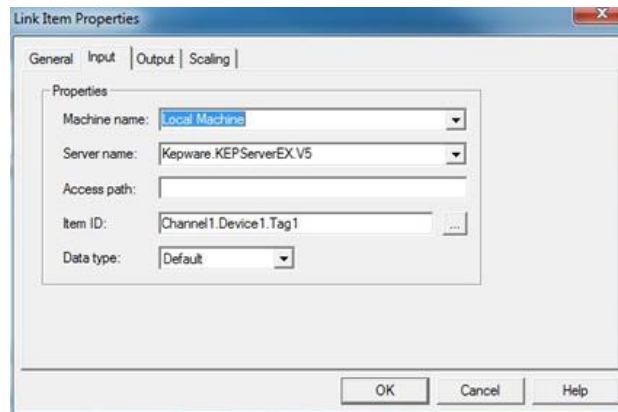 Link Item Properties
General Input Output Scaling
Properties
Machine name: Local Machine
Server name: Kepware.KEPServerEX.V5
Access path:
Item ID: Channel1.Device1.Tag1 ...
Data type: Default
OK Cancel Help